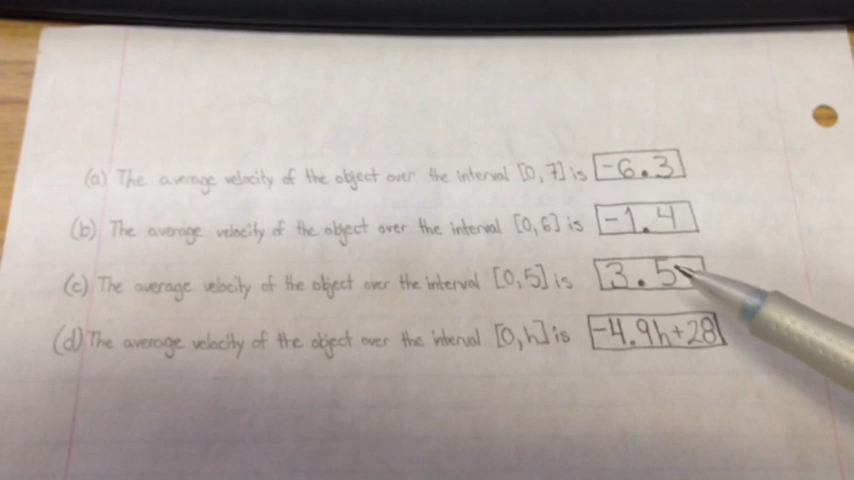 (a) The average velocity of the object over the interval [0,7] is -6.3
(b) The average velocity of the object over the interval [0,6] is -1.4
(c) The average velocity of the object over the interval [0,5] is 3.5
(d) The average velocity of the object over the interval [0,h] is -4.9h+28